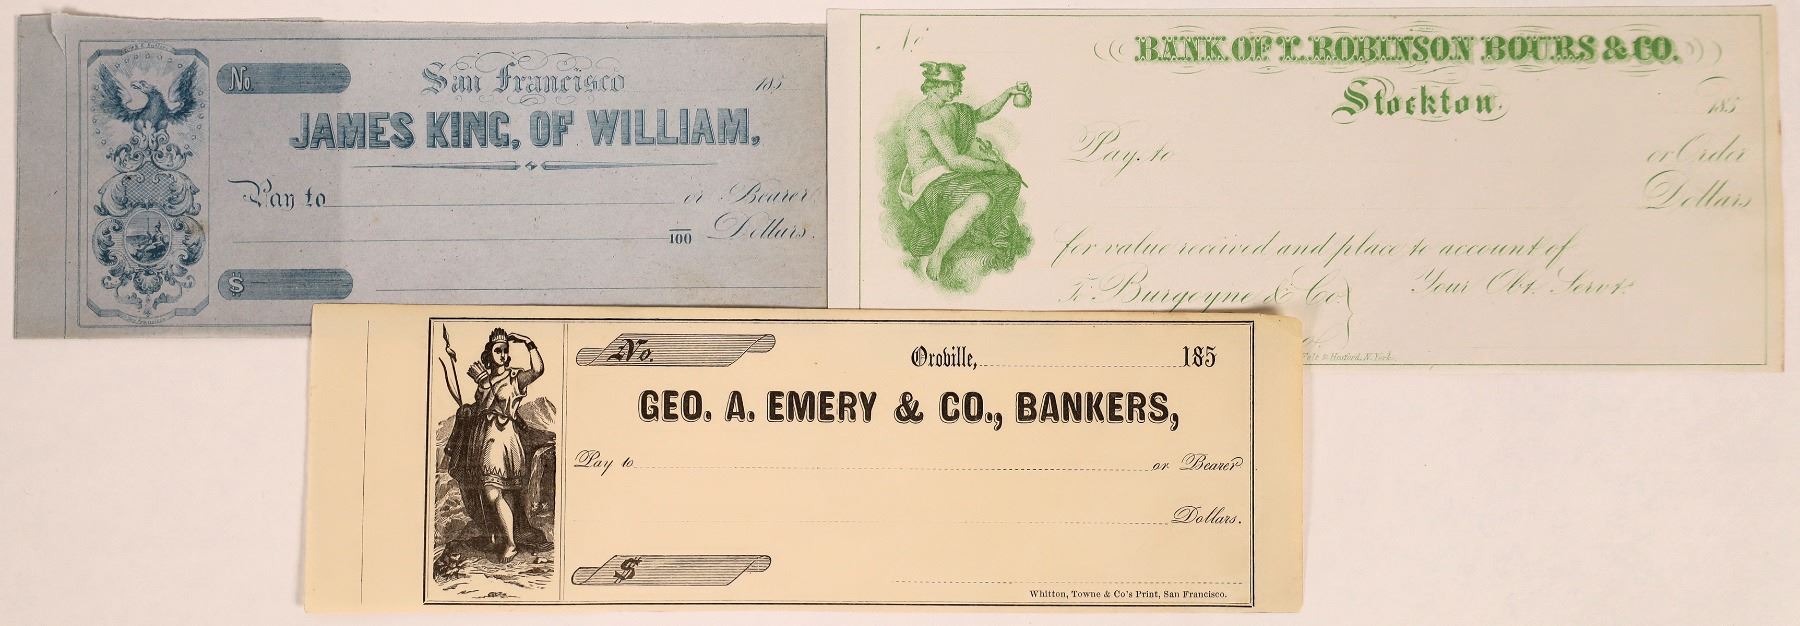 No.
San Francisco 185
JAMES KING, OF WILLIAM,
Pay to or Bearer
100 Dollars.
$
No.
BANK OF T. ROBINSON BOURS & CO.
Stockton. 185
Pay to or Order
Dollars
for value received and place to account of
To Burgoyne & Co. Your Obt. Servts.
No. Oroville, 185
GEO. A. EMERY & CO., BANKERS,
Pay to or Bearer
Dollars.
$
Whitton, Towne & Co's Print, San Francisco.